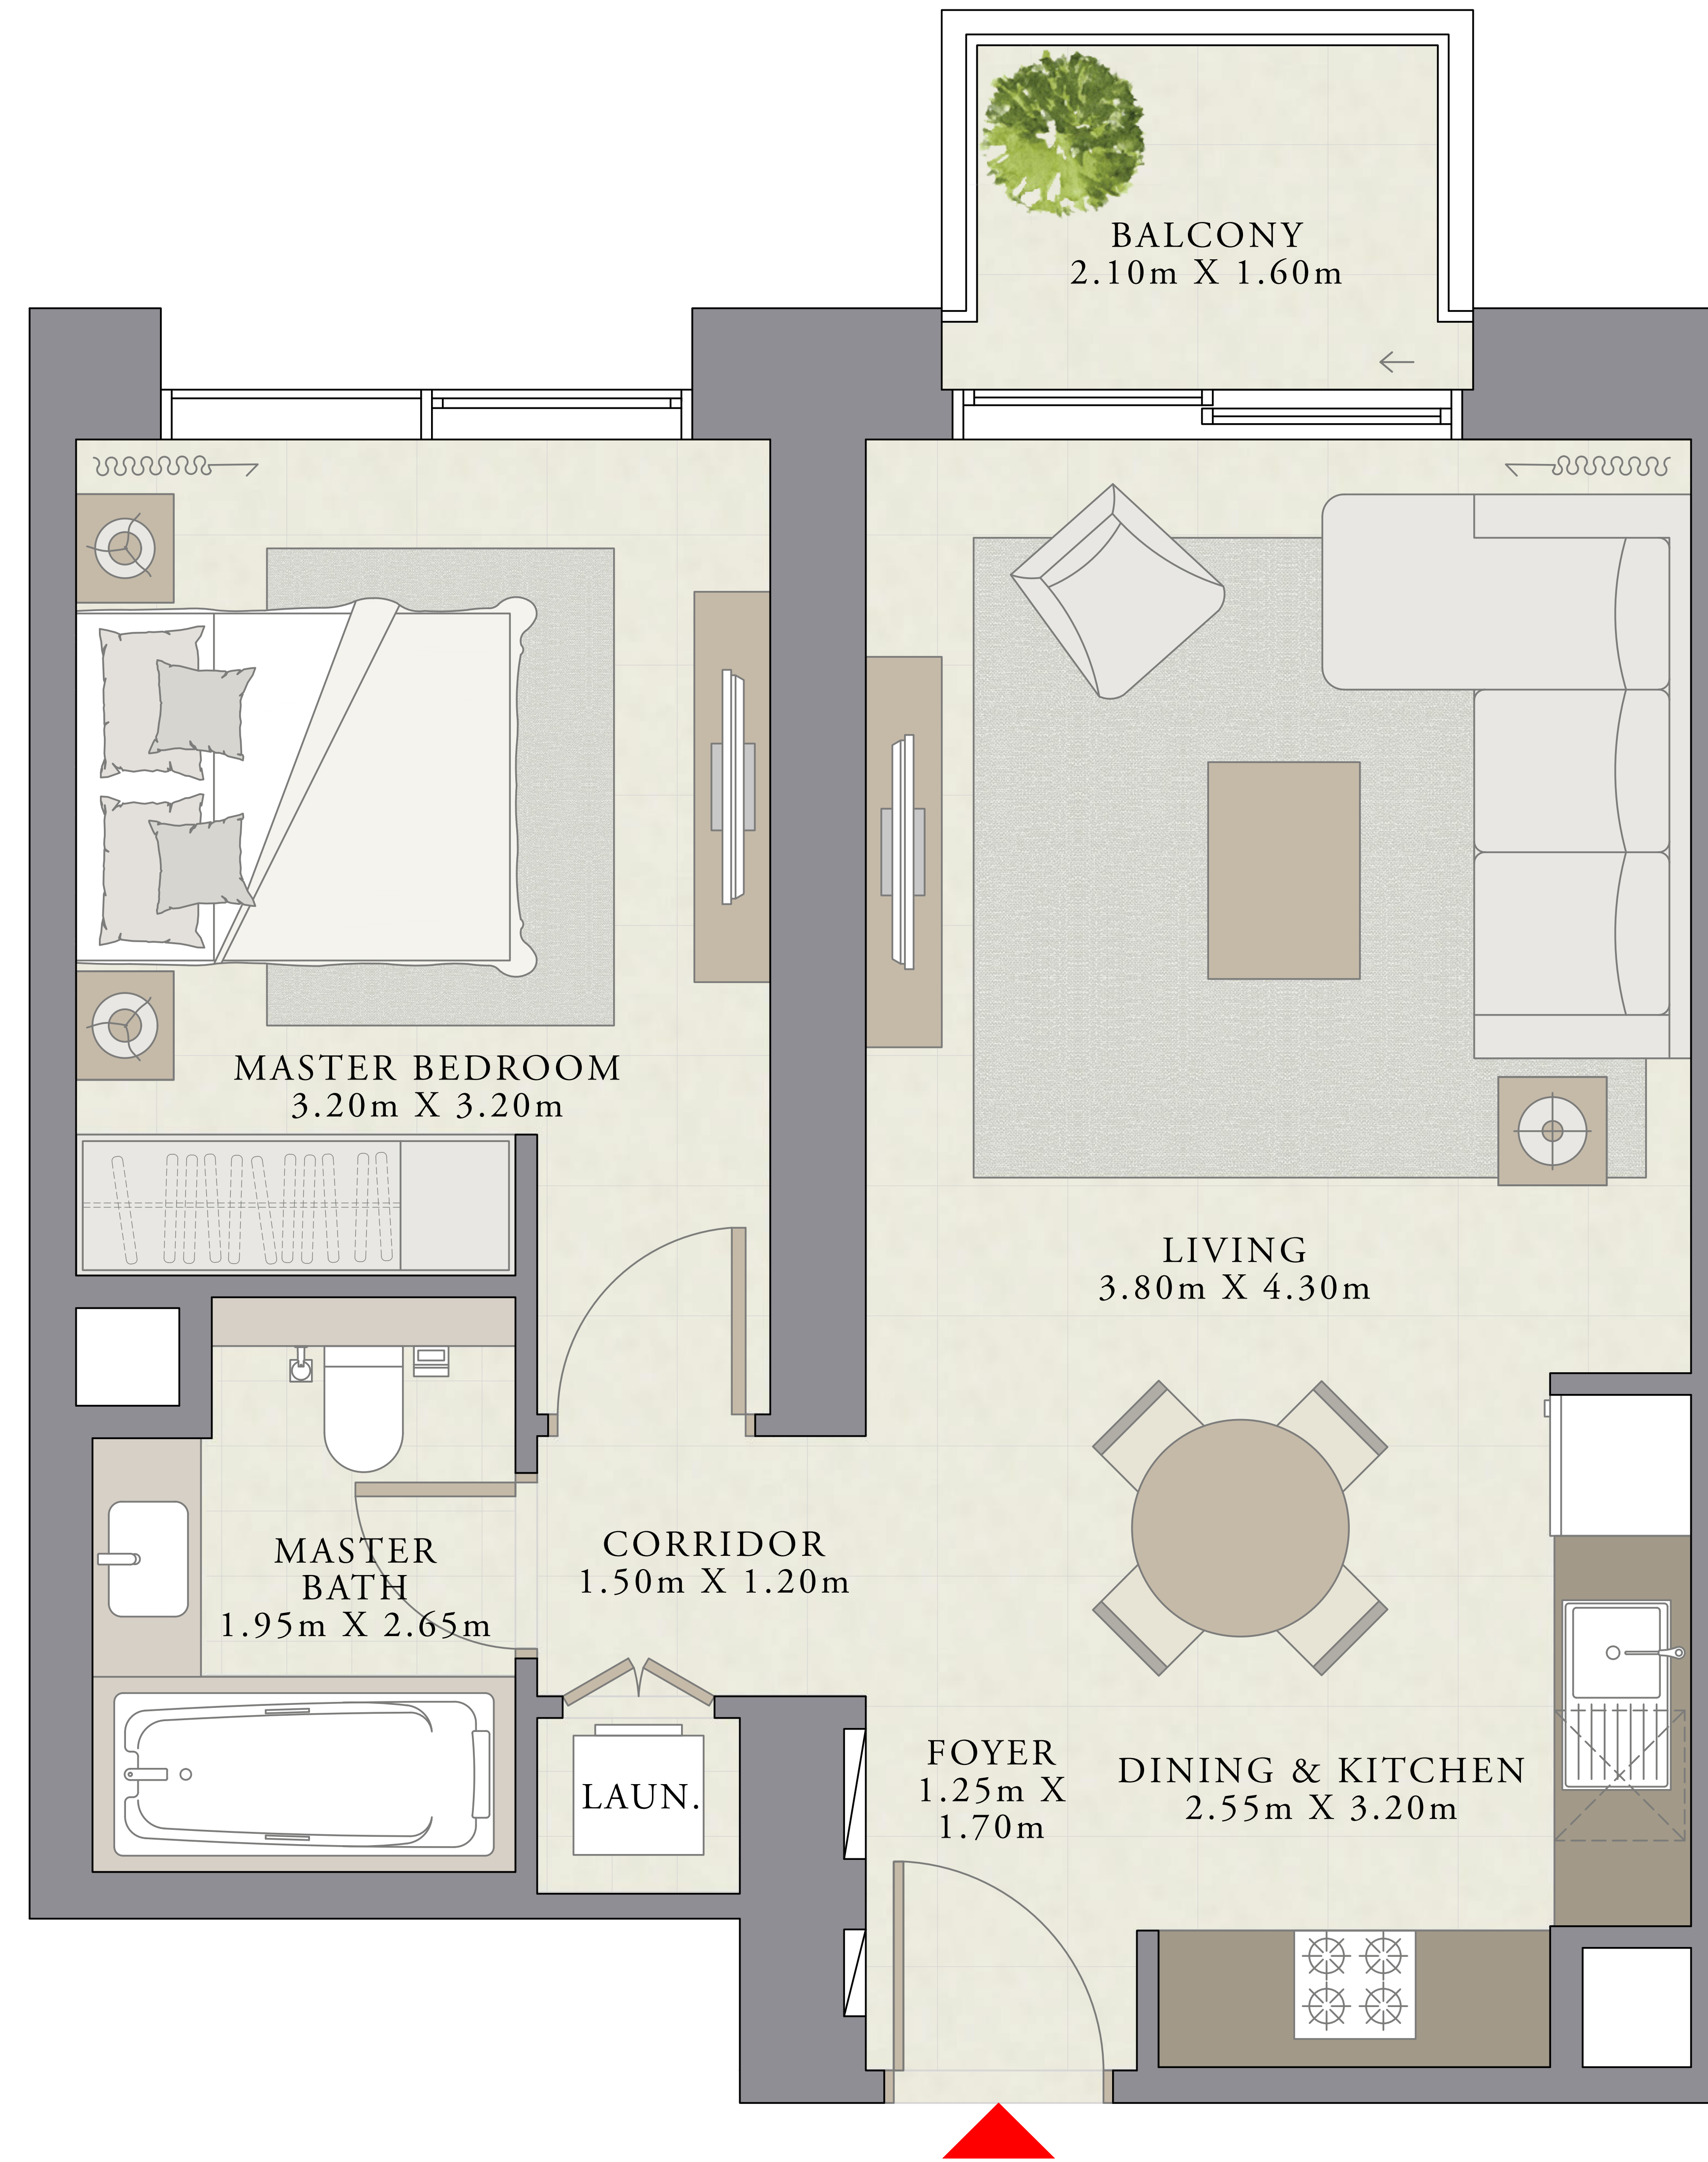 BALCONY
2.10m X 1.60m
MASTER BEDROOM
3.20m X 3.20m
LIVING
3.80m X 4.30m
MASTER
BATH
1.95m X 2.65m
CORRIDOR
1.50m X 1.20m
LAUN.
FOYER
1.25m X
1.70m
DINING & KITCHEN
2.55m X 3.20m